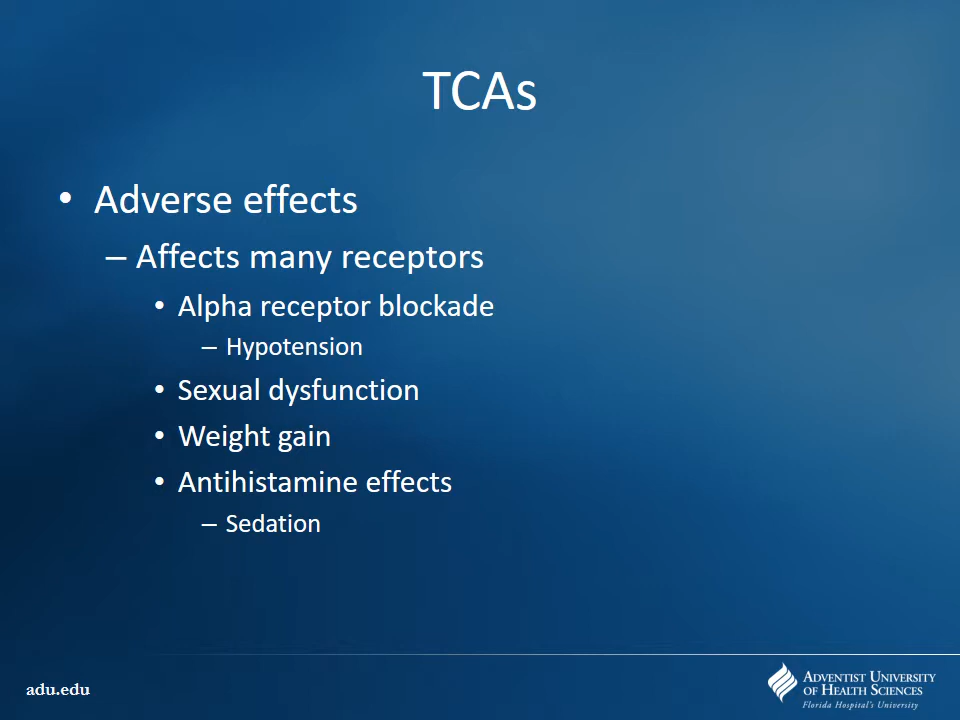 TCAs
• Adverse effects
– Affects many receptors
• Alpha receptor blockade
– Hypotension
• Sexual dysfunction
• Weight gain
• Antihistamine effects
– Sedation
adu.edu
ADVENTIST UNIVERSITY
OF HEALTH SCIENCES
Florida Hospital's University